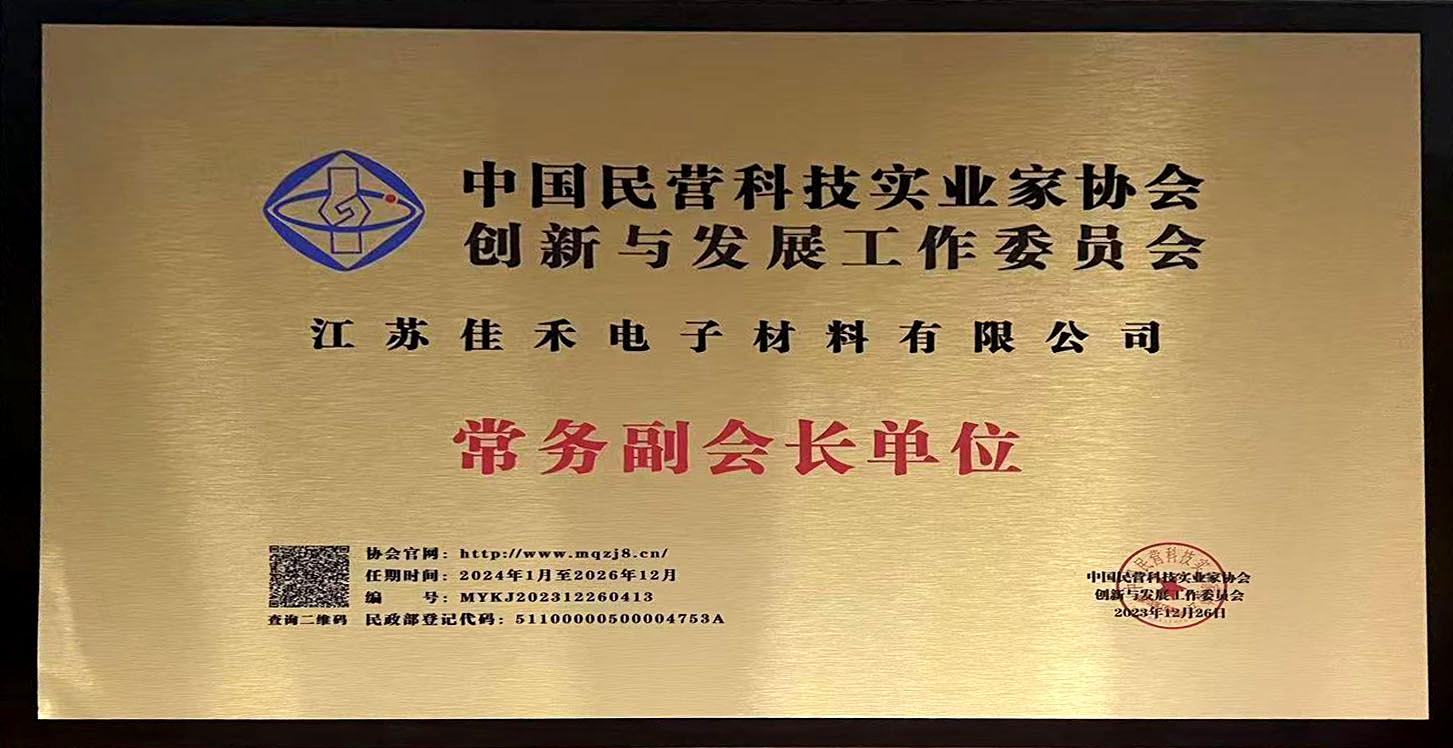 中国民营科技实业家协会
创新与发展工作委员会
江苏佳禾电子材料有限公司
常务副会长单位
协会官网：http://www.mqzj8.cn/
任期时间：2024年1月至2026年12月
编　　号：MYKJ202312260413
查询二维码
民政部登记代码：51100000500004753A
中国民营科技实业家协会
创新与发展工作委员会
2023年12月26日